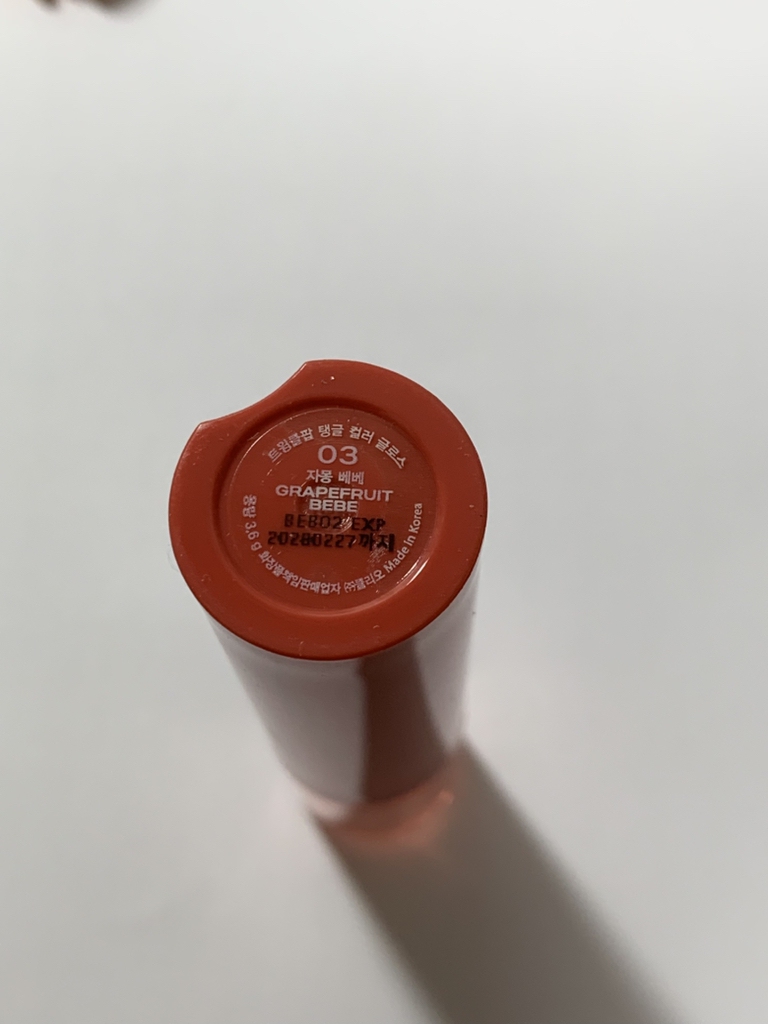 트윙클팝 탱글 컬러 글로스
03
자몽 베베
GRAPEFRUIT
BEBE
BEB02 EXP
20280227까지
용량 3.6 g 화장품책임판매업자 ㈜클리오 Made in Korea